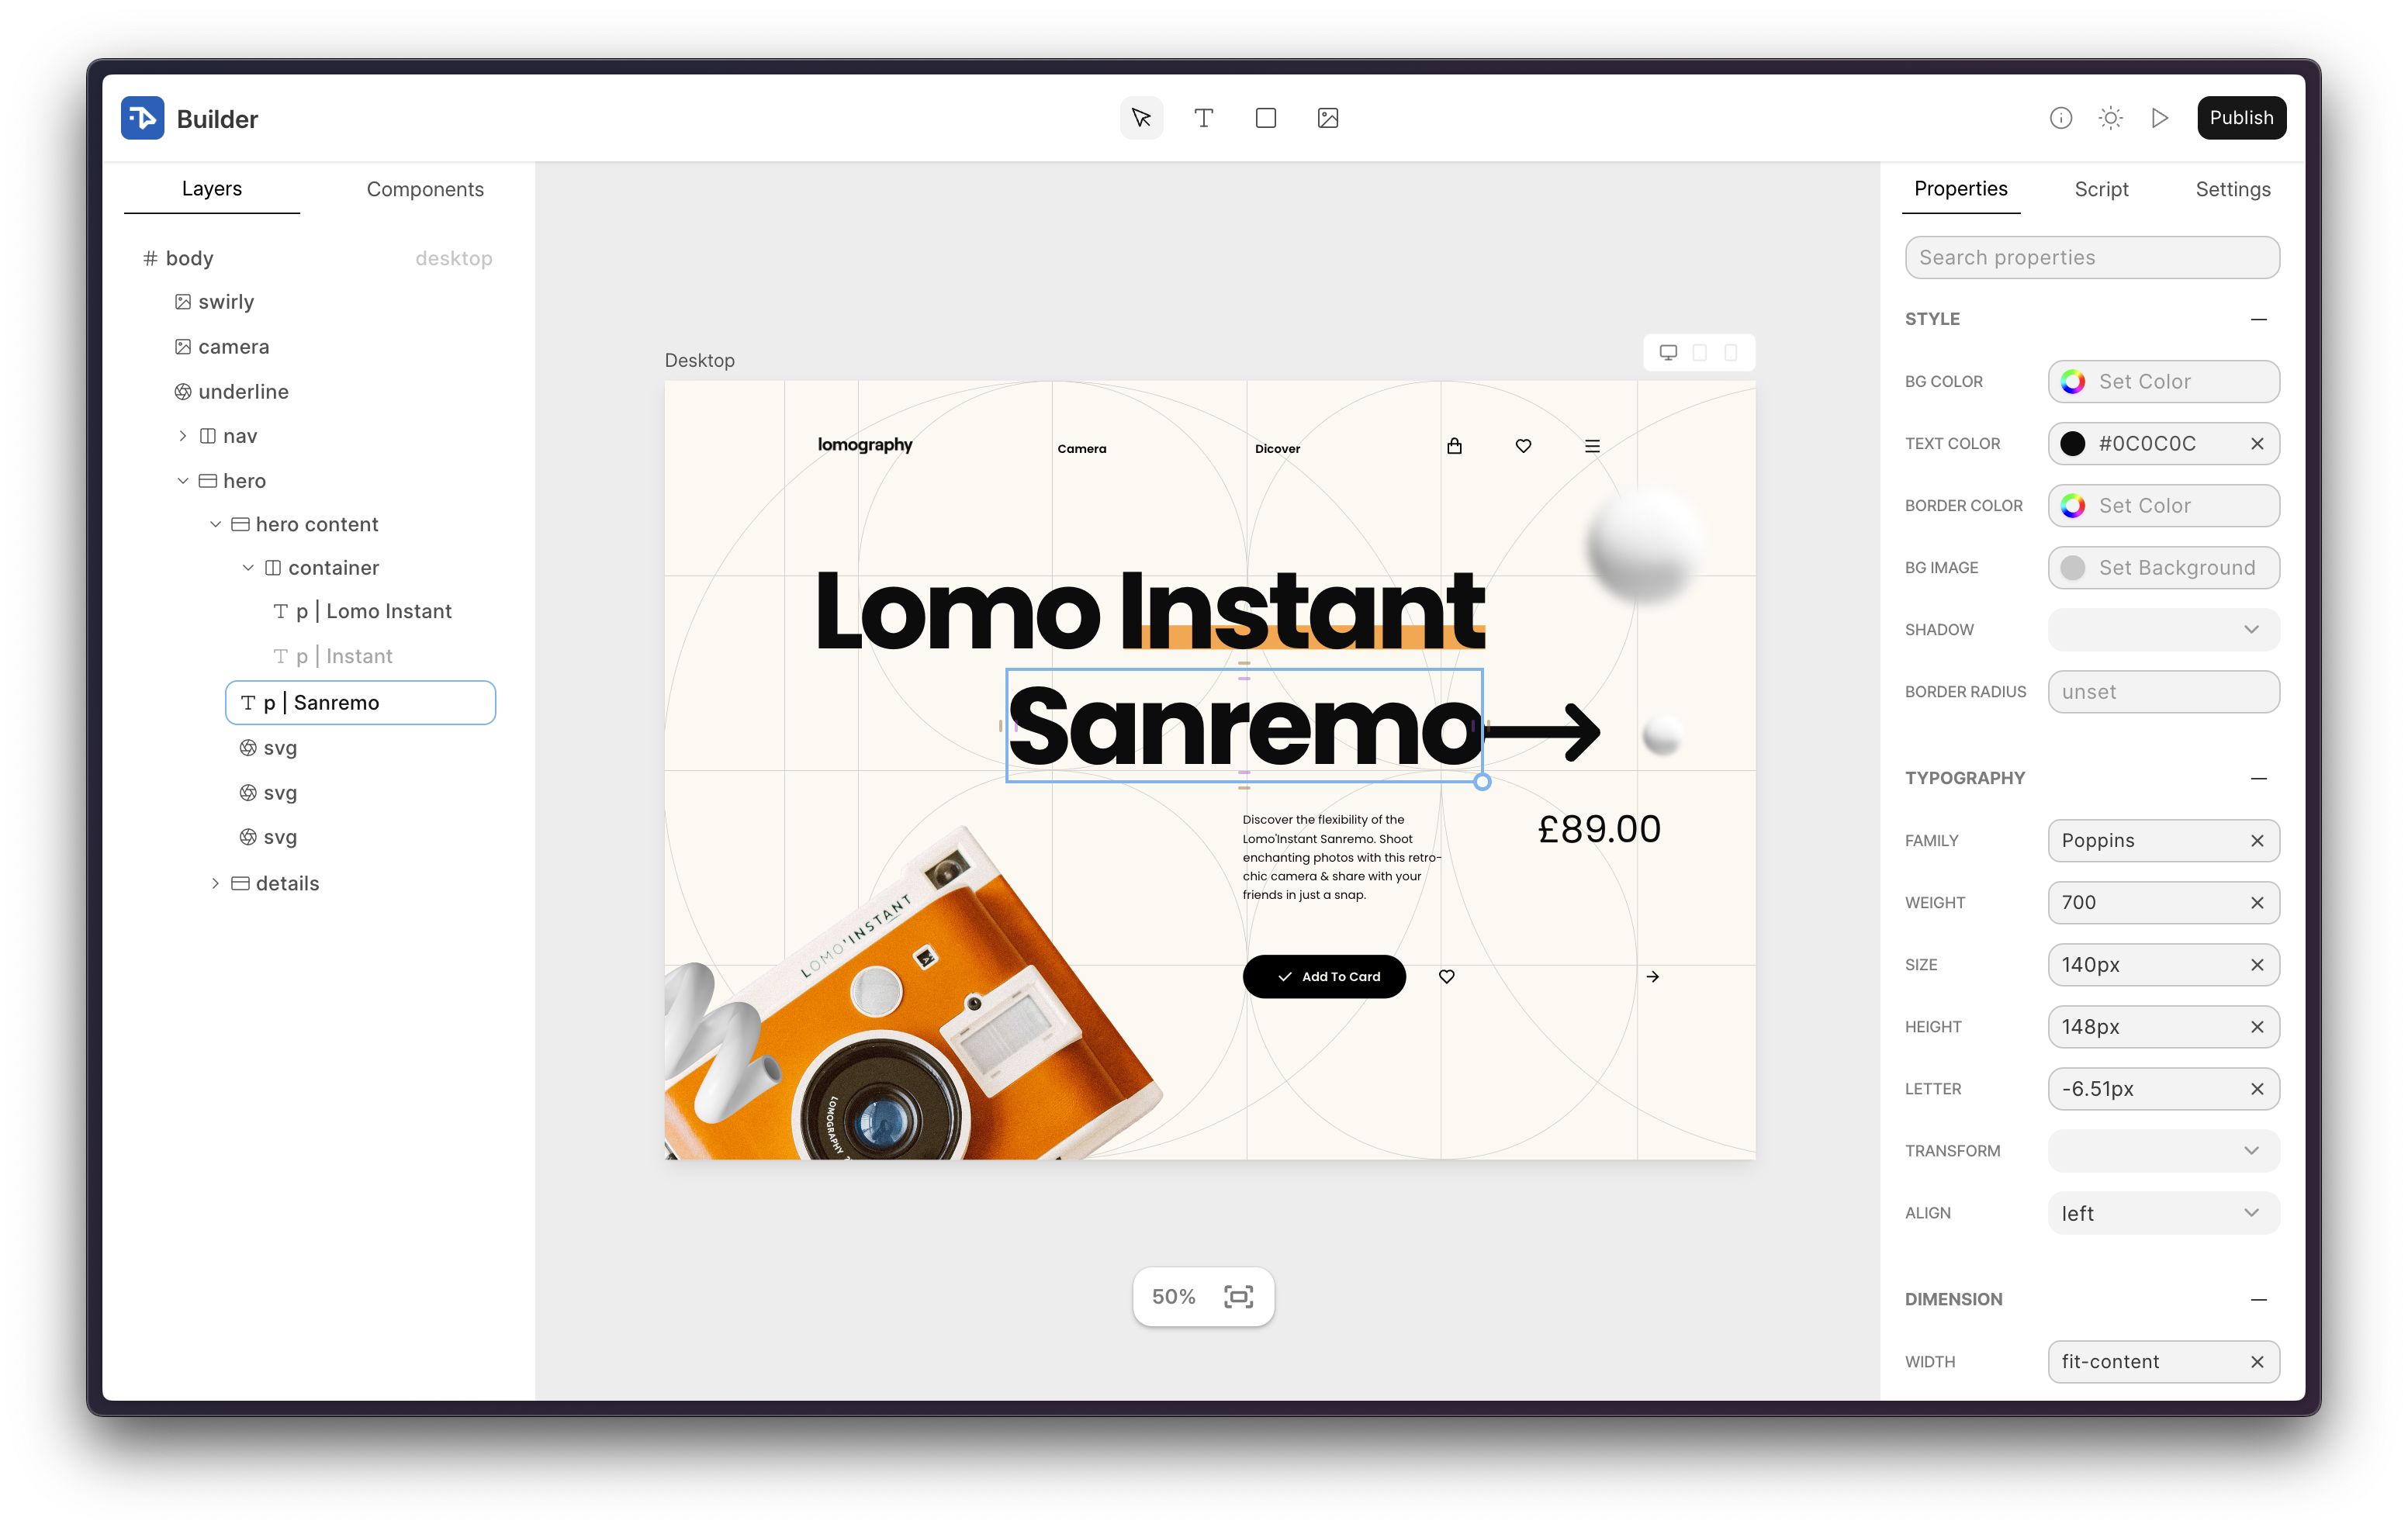 Builder
Publish
Layers
Components
Properties
Script
Settings
# body
desktop
swirly
camera
underline
nav
hero
hero content
container
p | Lomo Instant
p | Instant
p | Sanremo
svg
svg
svg
details
Desktop
lomography
Camera
Dicover
Lomo Instant
Sanremo
Discover the flexibility of the
Lomo'Instant Sanremo. Shoot
enchanting photos with this retro-
chic camera & share with your
friends in just a snap.
£89.00
Add To Card
LOMO'INSTANT
LOMOGRAPHY
50%
Search properties
STYLE
BG COLOR
Set Color
TEXT COLOR
#0C0C0C
BORDER COLOR
Set Color
BG IMAGE
Set Background
SHADOW
BORDER RADIUS
unset
TYPOGRAPHY
FAMILY
Poppins
WEIGHT
700
SIZE
140px
HEIGHT
148px
LETTER
-6.51px
TRANSFORM
ALIGN
left
DIMENSION
WIDTH
fit-content